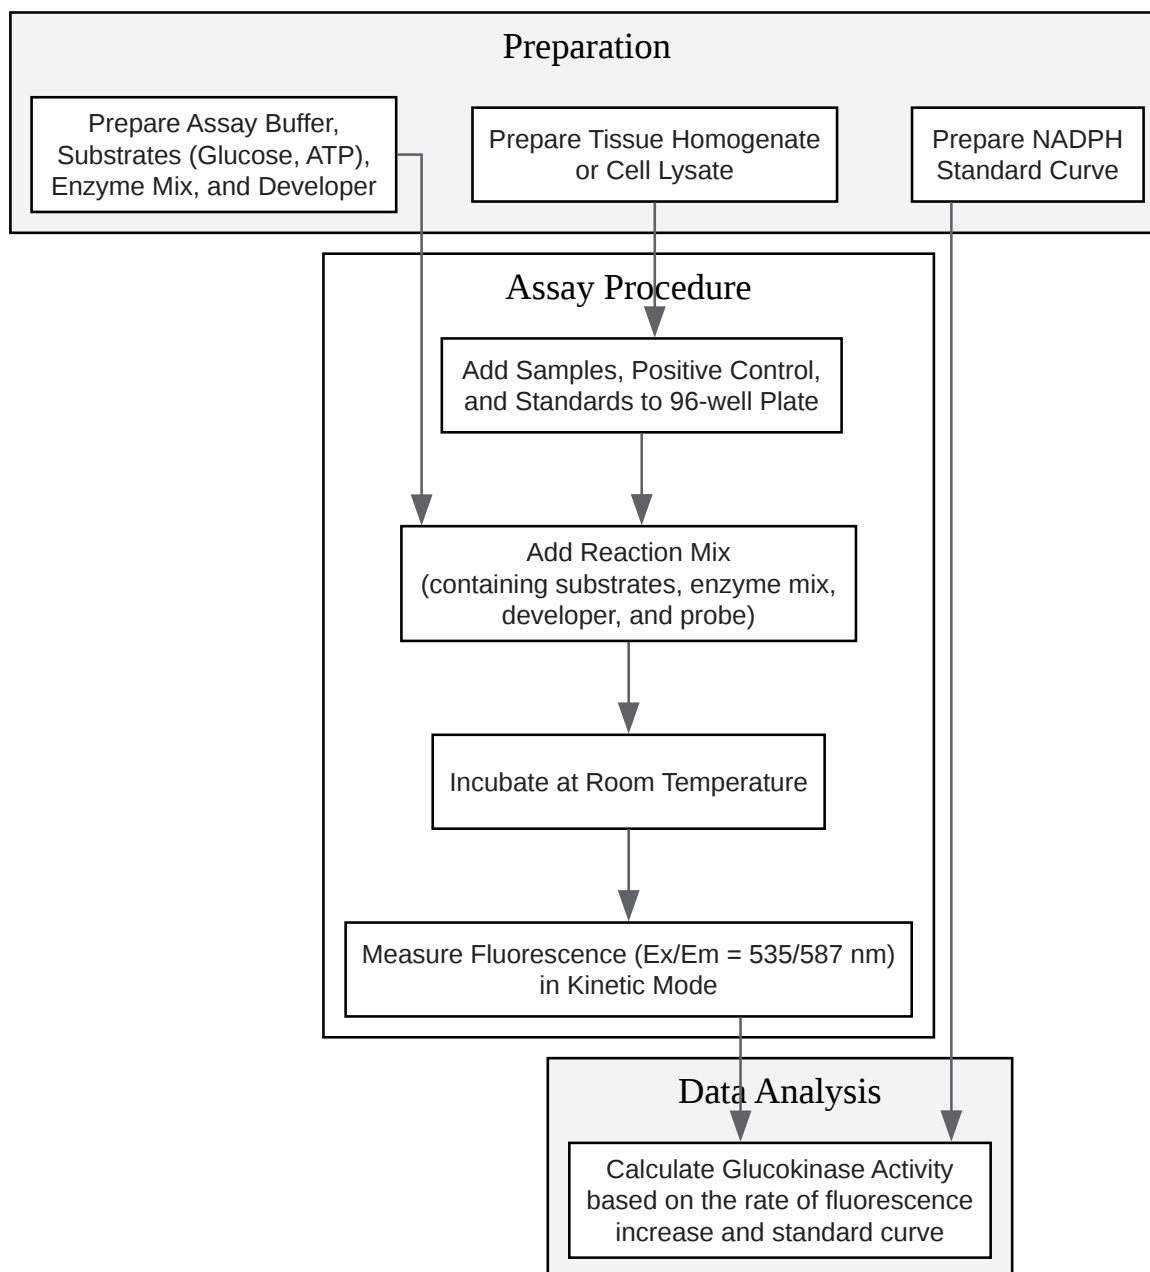 Preparation
Prepare Assay Buffer,
Substrates (Glucose, ATP),
Enzyme Mix, and Developer
Prepare Tissue Homogenate
or Cell Lysate
Prepare NADPH
Standard Curve
Assay Procedure
Add Samples, Positive Control,
and Standards to 96-well Plate
Add Reaction Mix
(containing substrates, enzyme mix,
developer, and probe)
Incubate at Room Temperature
Measure Fluorescence (Ex/Em = 535/587 nm)
in Kinetic Mode
Data Analysis
Calculate Glucokinase Activity
based on the rate of fluorescence
increase and standard curve